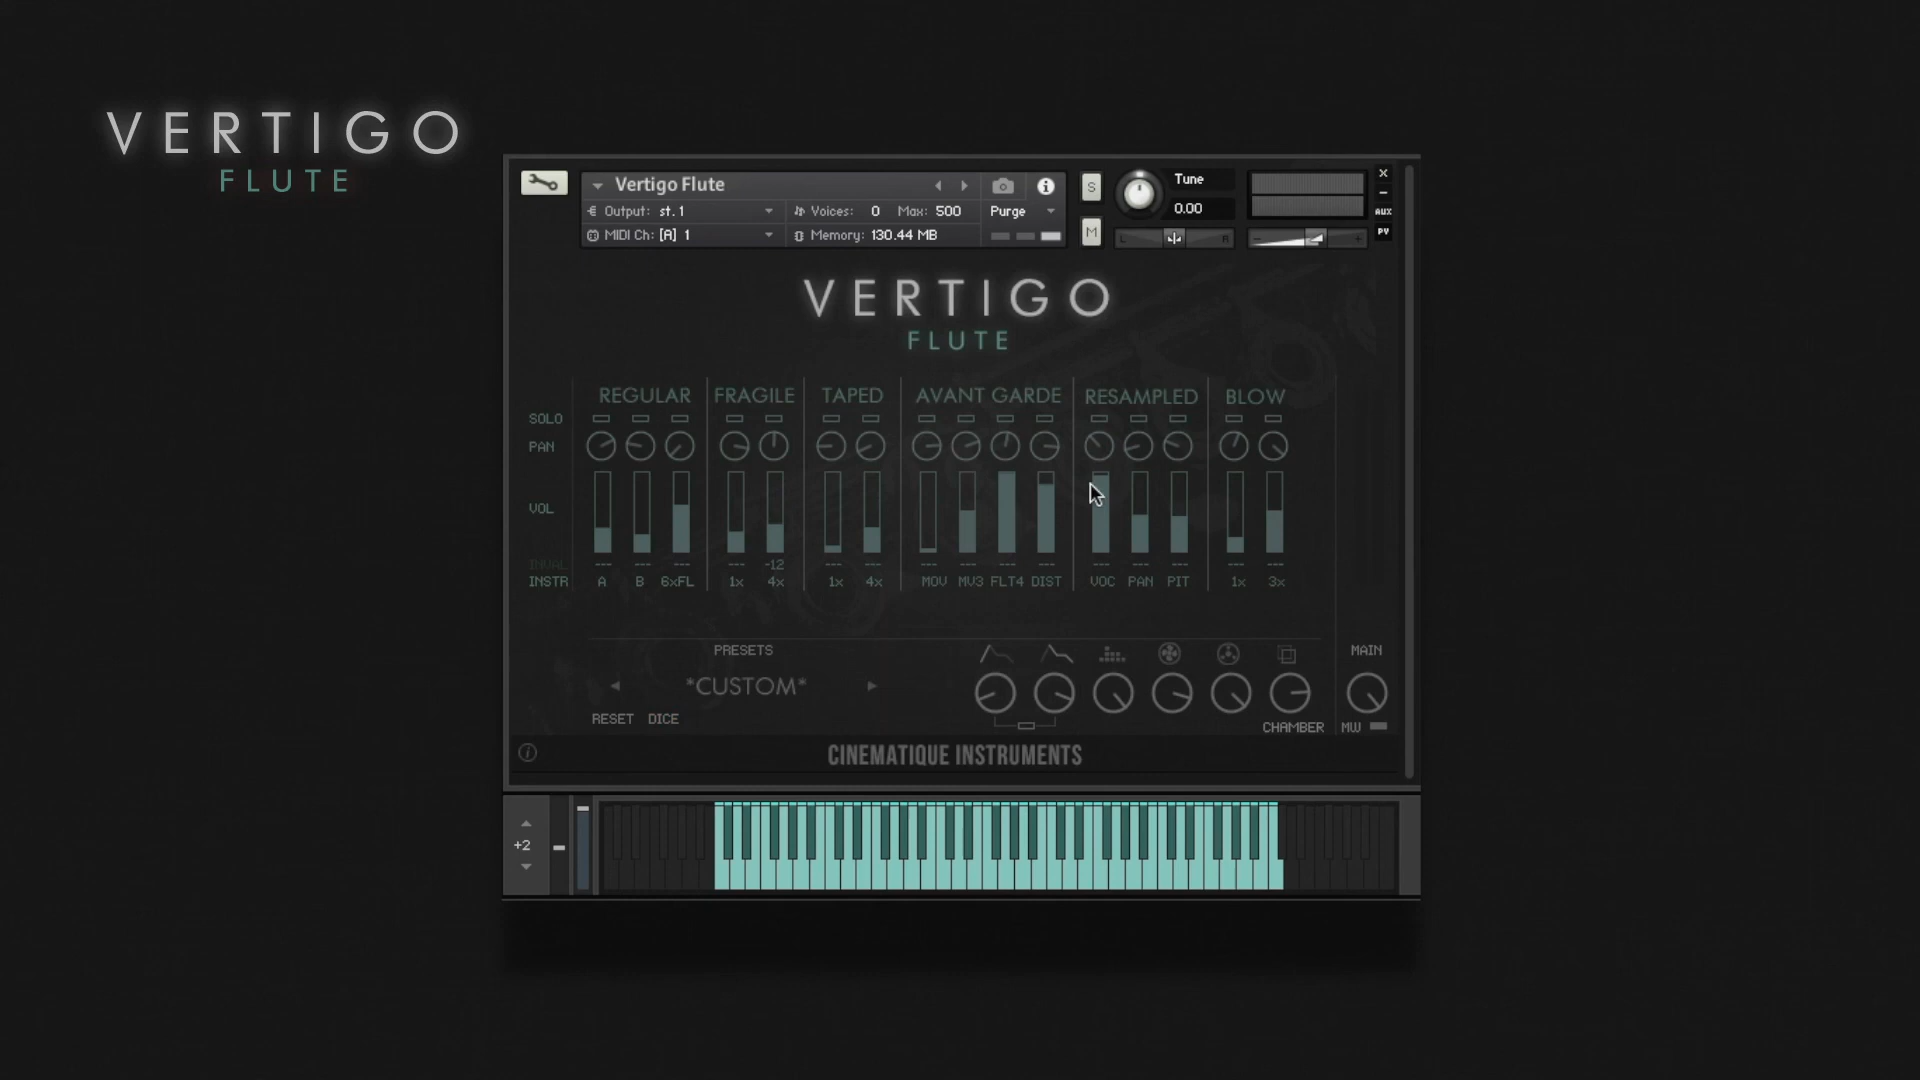 VERTIGO
FLUTE
Vertigo Flute
Output: st.1
Voices: 0 Max: 500
Purge
MIDI Ch: [A] 1
Memory: 130.44 MB
S
M
Tune
0.00
L R
- +
x
-
AUX
PV
VERTIGO
FLUTE
REGULAR FRAGILE TAPED AVANT GARDE RESAMPLED BLOW
SOLO
PAN
VOL
INVAL --- --- --- --- -12 --- --- --- --- --- --- --- --- --- --- ---
INSTR A B 6xFL 1x 4x 1x 4x MOV MV3 FLT4 DIST VOC PAN PIT 1x 3x
PRESETS
MAIN
*CUSTOM*
RESET DICE
CHAMBER
MW
i
CINEMATIQUE INSTRUMENTS
+2